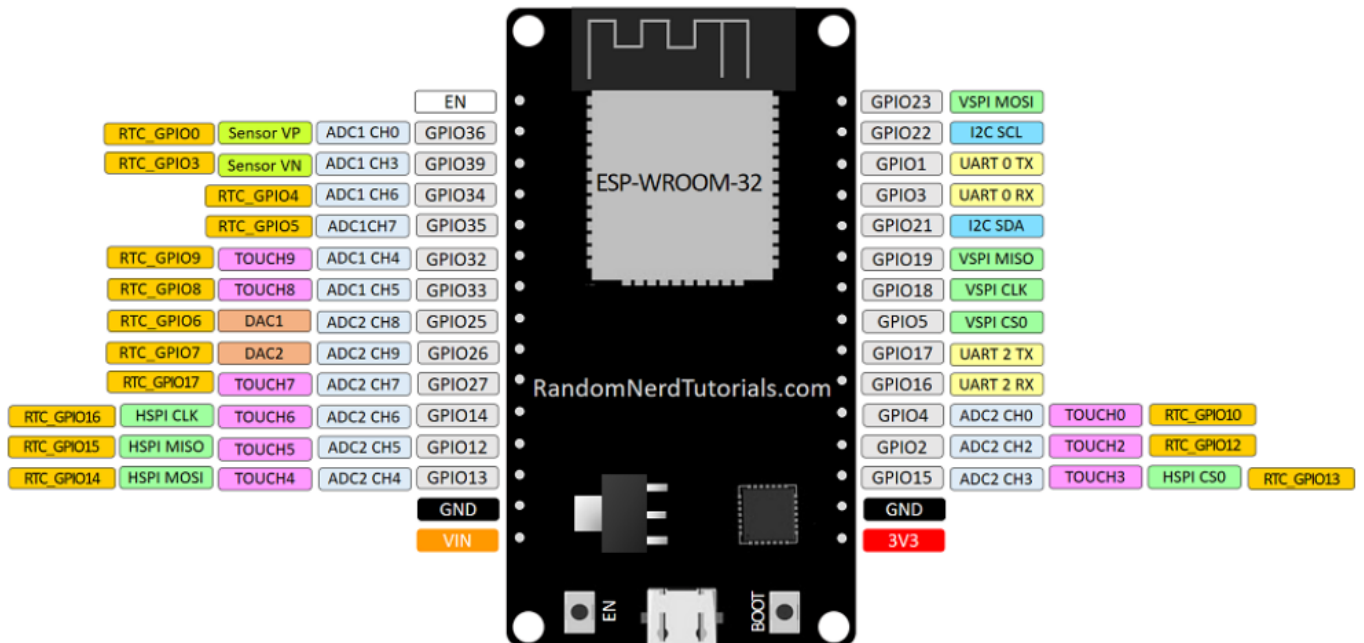 EN GPIO23 VSPI MOSI
RTC_GPIO0 Sensor VP ADC1 CH0 GPIO36 GPIO22 I2C SCL
RTC_GPIO3 Sensor VN ADC1 CH3 GPIO39 GPIO1 UART 0 TX
RTC_GPIO4 ADC1 CH6 GPIO34 ESP-WROOM-32 GPIO3 UART 0 RX
RTC_GPIO5 ADC1CH7 GPIO35 GPIO21 I2C SDA
RTC_GPIO9 TOUCH9 ADC1 CH4 GPIO32 GPIO19 VSPI MISO
RTC_GPIO8 TOUCH8 ADC1 CH5 GPIO33 GPIO18 VSPI CLK
RTC_GPIO6 DAC1 ADC2 CH8 GPIO25 GPIO5 VSPI CS0
RTC_GPIO7 DAC2 ADC2 CH9 GPIO26 GPIO17 UART 2 TX
RTC_GPIO17 TOUCH7 ADC2 CH7 GPIO27 RandomNerdTutorials.com GPIO16 UART 2 RX
RTC_GPIO16 HSPI CLK TOUCH6 ADC2 CH6 GPIO14 GPIO4 ADC2 CH0 TOUCH0 RTC_GPIO10
RTC_GPIO15 HSPI MISO TOUCH5 ADC2 CH5 GPIO12 GPIO2 ADC2 CH2 TOUCH2 RTC_GPIO12
RTC_GPIO14 HSPI MOSI TOUCH4 ADC2 CH4 GPIO13 GPIO15 ADC2 CH3 TOUCH3 HSPI CS0 RTC_GPIO13
GND GND
VIN 3V3
EN BOOT